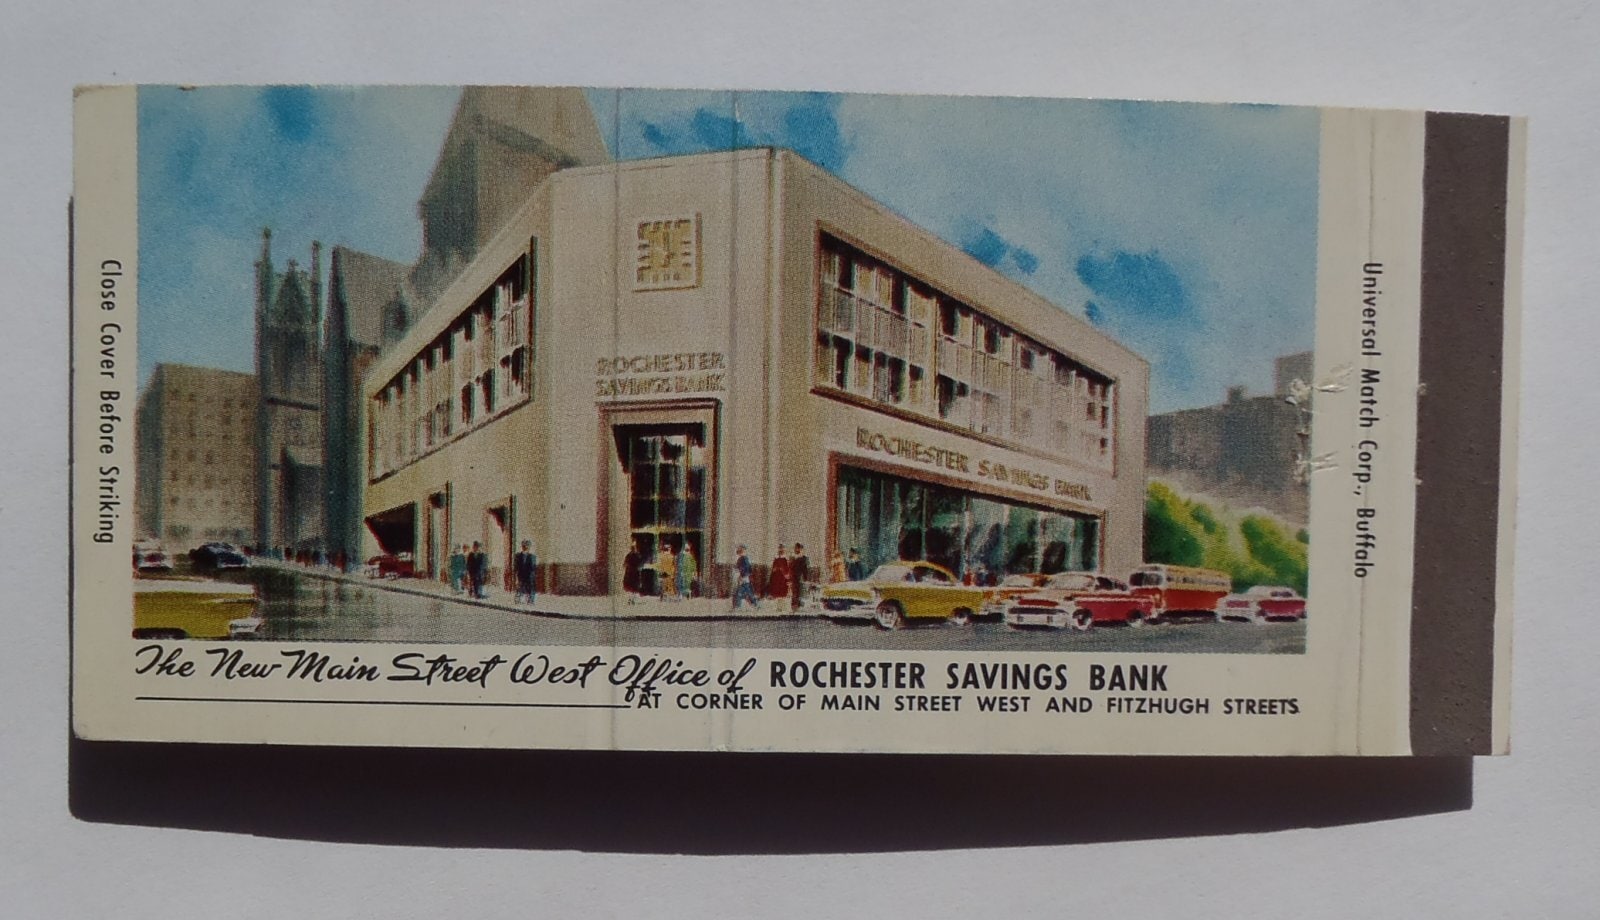 Close Cover Before Striking
ROCHESTER
SAVINGS BANK
ROCHESTER SAVINGS BANK
Universal Match Corp., Buffalo
The New Main Street West Office of ROCHESTER SAVINGS BANK
AT CORNER OF MAIN STREET WEST AND FITZHUGH STREETS